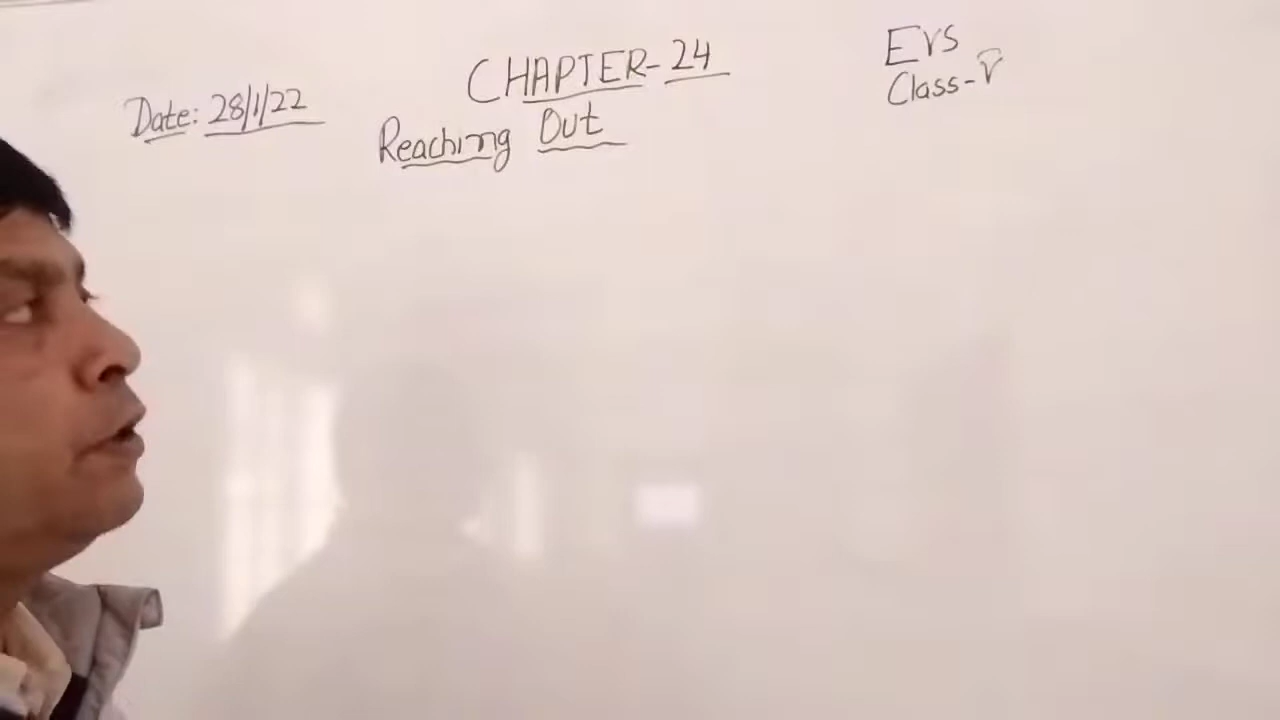 Date: 28/1/22
CHAPTER-24
Reaching Out
EVS
Class-V